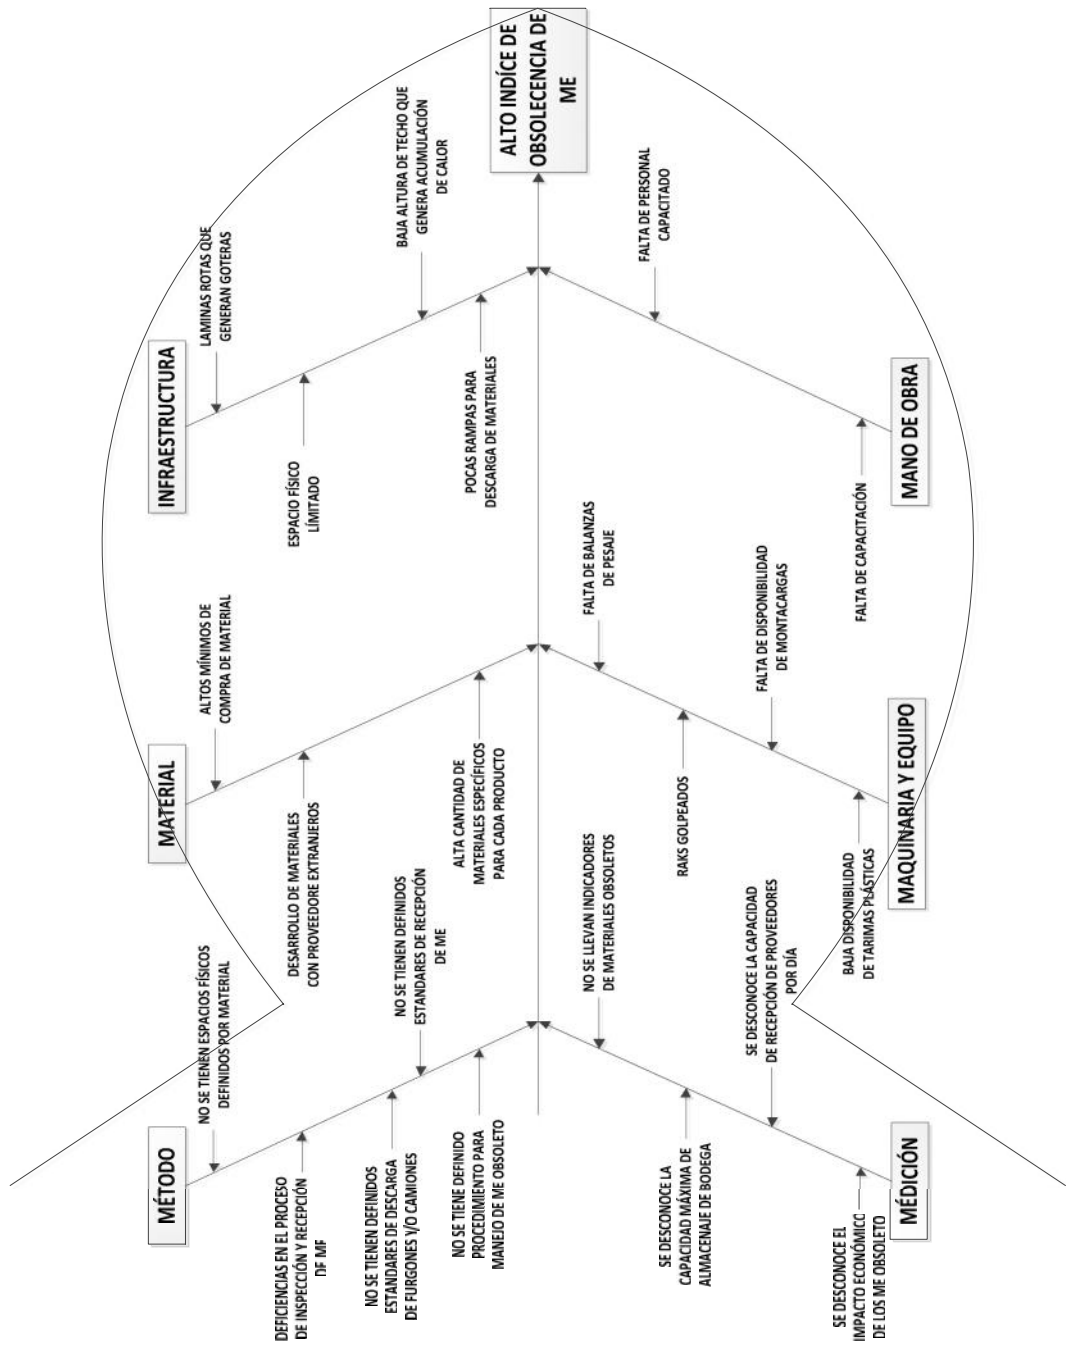 MÉTODO
NO SE TIENEN ESPACIOS FÍSICOS
DEFINIDOS POR MATERIAL
DEFICIENCIAS EN EL PROCESO
DE INSPECCIÓN Y RECEPCIÓN
DE ME
NO SE TIENEN DEFINIDOS
ESTANDARES DE RECEPCIÓN
DE ME
NO SE TIENEN DEFINIDOS
ESTANDARES DE DESCARGA
DE FURGONES Y/O CAMIONES
NO SE TIENE DEFINIDO
PROCEDIMIENTO PARA
MANEJO DE ME OBSOLETO
MATERIAL
ALTOS MÍNIMOS DE
COMPRA DE MATERIAL
DESARROLLO DE MATERIALES
CON PROVEEDORE EXTRANJEROS
ALTA CANTIDAD DE
MATERIALES ESPECÍFICOS
PARA CADA PRODUCTO
INFRAESTRUCTURA
LAMINAS ROTAS QUE
GENERAN GOTERAS
ESPACIO FÍSICO
LÍMITADO
BAJA ALTURA DE TECHO QUE
GENERA ACUMULACIÓN
DE CALOR
POCAS RAMPAS PARA
DESCARGA DE MATERIALES
ALTO INDÍCE DE
OBSOLECENCIA DE
ME
NO SE LLEVAN INDICADORES
DE MATERIALES OBSOLETOS
SE DESCONOCE LA
CAPACIDAD MÁXIMA DE
ALMACENAJE DE BODEGA
SE DESCONOCE LA CAPACIDAD
DE RECEPCIÓN DE PROVEEDORES
POR DÍA
SE DESCONOCE EL
IMPACTO ECONÓMICO
DE LOS ME OBSOLETO
MÉDICIÓN
FALTA DE BALANZAS
DE PESAJE
RAKS GOLPEADOS
FALTA DE DISPONIBILIDAD
DE MONTACARGAS
BAJA DISPONIBILIDAD
DE TARIMAS PLÁSTICAS
MAQUINARIA Y EQUIPO
FALTA DE PERSONAL
CAPACITADO
FALTA DE CAPACITACIÓN
MANO DE OBRA